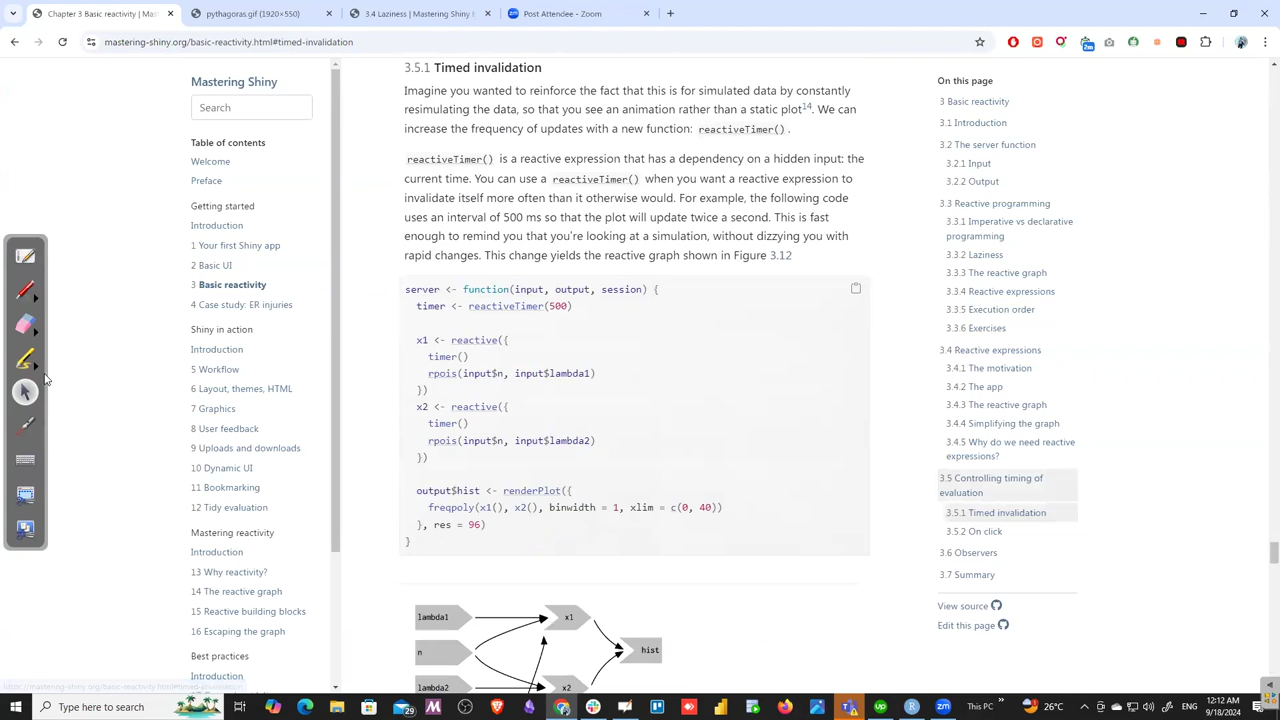 Chapter 3 Basic reactivity | Mas
pythagoras.gif (1920×550)
3.4 Laziness | Mastering Shiny
Post Attendee - Zoom
mastering-shiny.org/basic-reactivity.html#timed-invalidation
Mastering Shiny
Search
Table of contents
Welcome
Preface
Getting started
Introduction
1 Your first Shiny app
2 Basic UI
3 Basic reactivity
4 Case study: ER injuries
Shiny in action
Introduction
5 Workflow
6 Layout, themes, HTML
7 Graphics
8 User feedback
9 Uploads and downloads
10 Dynamic UI
11 Bookmarking
12 Tidy evaluation
Mastering reactivity
Introduction
13 Why reactivity?
14 The reactive graph
15 Reactive building blocks
16 Escaping the graph
Best practices
Introduction
3.5.1 Timed invalidation
Imagine you wanted to reinforce the fact that this is for simulated data by constantly
resimulating the data, so that you see an animation rather than a static plot14. We can
increase the frequency of updates with a new function: reactiveTimer().
reactiveTimer() is a reactive expression that has a dependency on a hidden input: the
current time. You can use a reactiveTimer() when you want a reactive expression to
invalidate itself more often than it otherwise would. For example, the following code
uses an interval of 500 ms so that the plot will update twice a second. This is fast
enough to remind you that you're looking at a simulation, without dizzying you with
rapid changes. This change yields the reactive graph shown in Figure 3.12
server <- function(input, output, session) {
timer <- reactiveTimer(500)
x1 <- reactive({
timer()
rpois(input$n, input$lambda1)
})
x2 <- reactive({
timer()
rpois(input$n, input$lambda2)
})
output$hist <- renderPlot({
freqpoly(x1(), x2(), binwidth = 1, xlim = c(0, 40))
}, res = 96)
}
lambda1
x1
n
hist
lambda2
x2
On this page
3 Basic reactivity
3.1 Introduction
3.2 The server function
3.2.1 Input
3.2.2 Output
3.3 Reactive programming
3.3.1 Imperative vs declarative
programming
3.3.2 Laziness
3.3.3 The reactive graph
3.3.4 Reactive expressions
3.3.5 Execution order
3.3.6 Exercises
3.4 Reactive expressions
3.4.1 The motivation
3.4.2 The app
3.4.3 The reactive graph
3.4.4 Simplifying the graph
3.4.5 Why do we need reactive
expressions?
3.5 Controlling timing of
evaluation
3.5.1 Timed invalidation
3.5.2 On click
3.6 Observers
3.7 Summary
View source
Edit this page
https://mastering-shiny.org/basic-reactivity.html#timed-invalidation
Type here to search
29
This PC
26°C
12:12 AM
9/18/2024